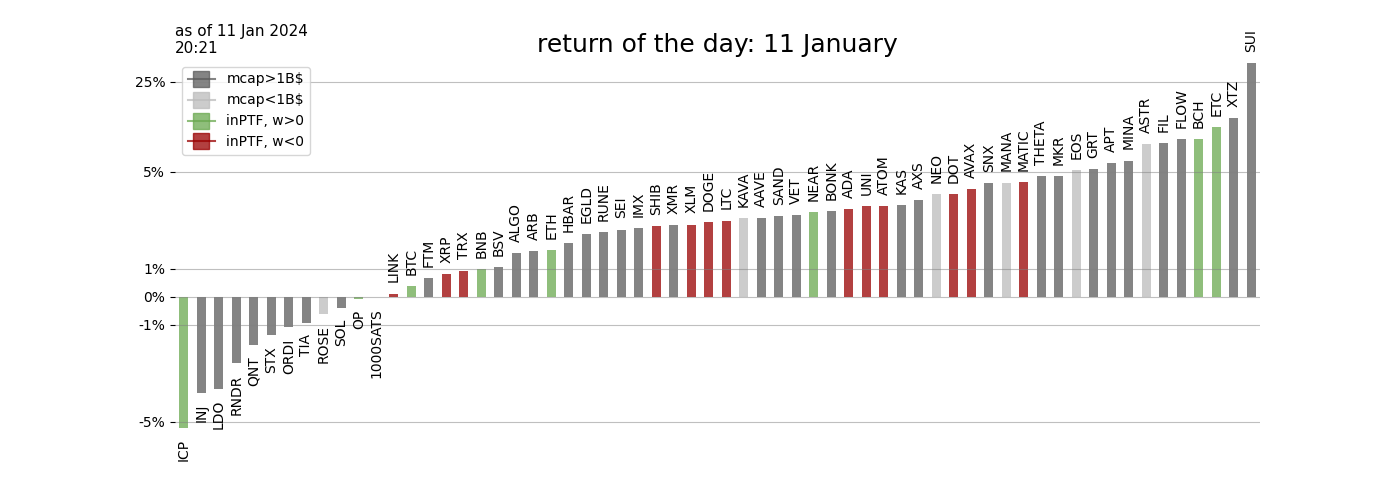 as of 11 Jan 2024
20:21
return of the day: 11 January
mcap>1B$
mcap<1B$
inPTF, w>0
inPTF, w<0
25%
5%
1%
0%
-1%
-5%
ICP
INJ
LDO
RNDR
QNT
STX
ORDI
TIA
ROSE
SOL
OP
1000SATS
LINK
BTC
FTM
XRP
TRX
BNB
BSV
ALGO
ARB
ETH
HBAR
EGLD
RUNE
SEI
IMX
SHIB
XMR
XLM
DOGE
LTC
KAVA
AAVE
SAND
VET
NEAR
BONK
ADA
UNI
ATOM
KAS
AXS
NEO
DOT
AVAX
SNX
MANA
MATIC
THETA
MKR
EOS
GRT
APT
MINA
ASTR
FIL
FLOW
BCH
ETC
XTZ
SUI